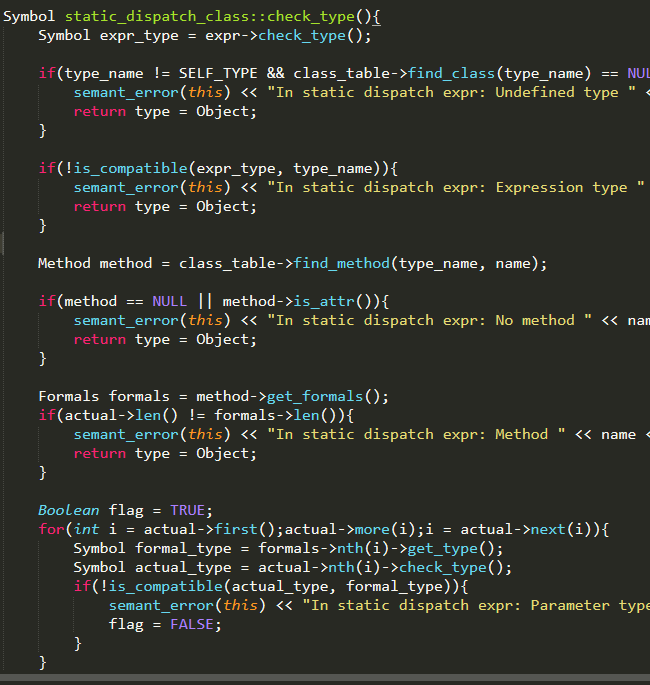 Symbol static_dispatch_class::check_type(){
    Symbol expr_type = expr->check_type();
    if(type_name != SELF_TYPE && class_table->find_class(type_name) == NUL
        semant_error(this) << "In static dispatch expr: Undefined type " <
        return type = Object;
    }
    if(!is_compatible(expr_type, type_name)){
        semant_error(this) << "In static dispatch expr: Expression type "
        return type = Object;
    }
    Method method = class_table->find_method(type_name, name);
    if(method == NULL || method->is_attr()){
        semant_error(this) << "In static dispatch expr: No method " << nam
        return type = Object;
    }
    Formals formals = method->get_formals();
    if(actual->len() != formals->len()){
        semant_error(this) << "In static dispatch expr: Method " << name <
        return type = Object;
    }
    Boolean flag = TRUE;
    for(int i = actual->first();actual->more(i);i = actual->next(i)){
        Symbol formal_type = formals->nth(i)->get_type();
        Symbol actual_type = actual->nth(i)->check_type();
        if(!is_compatible(actual_type, formal_type)){
            semant_error(this) << "In static dispatch expr: Parameter type
            flag = FALSE;
        }
    }